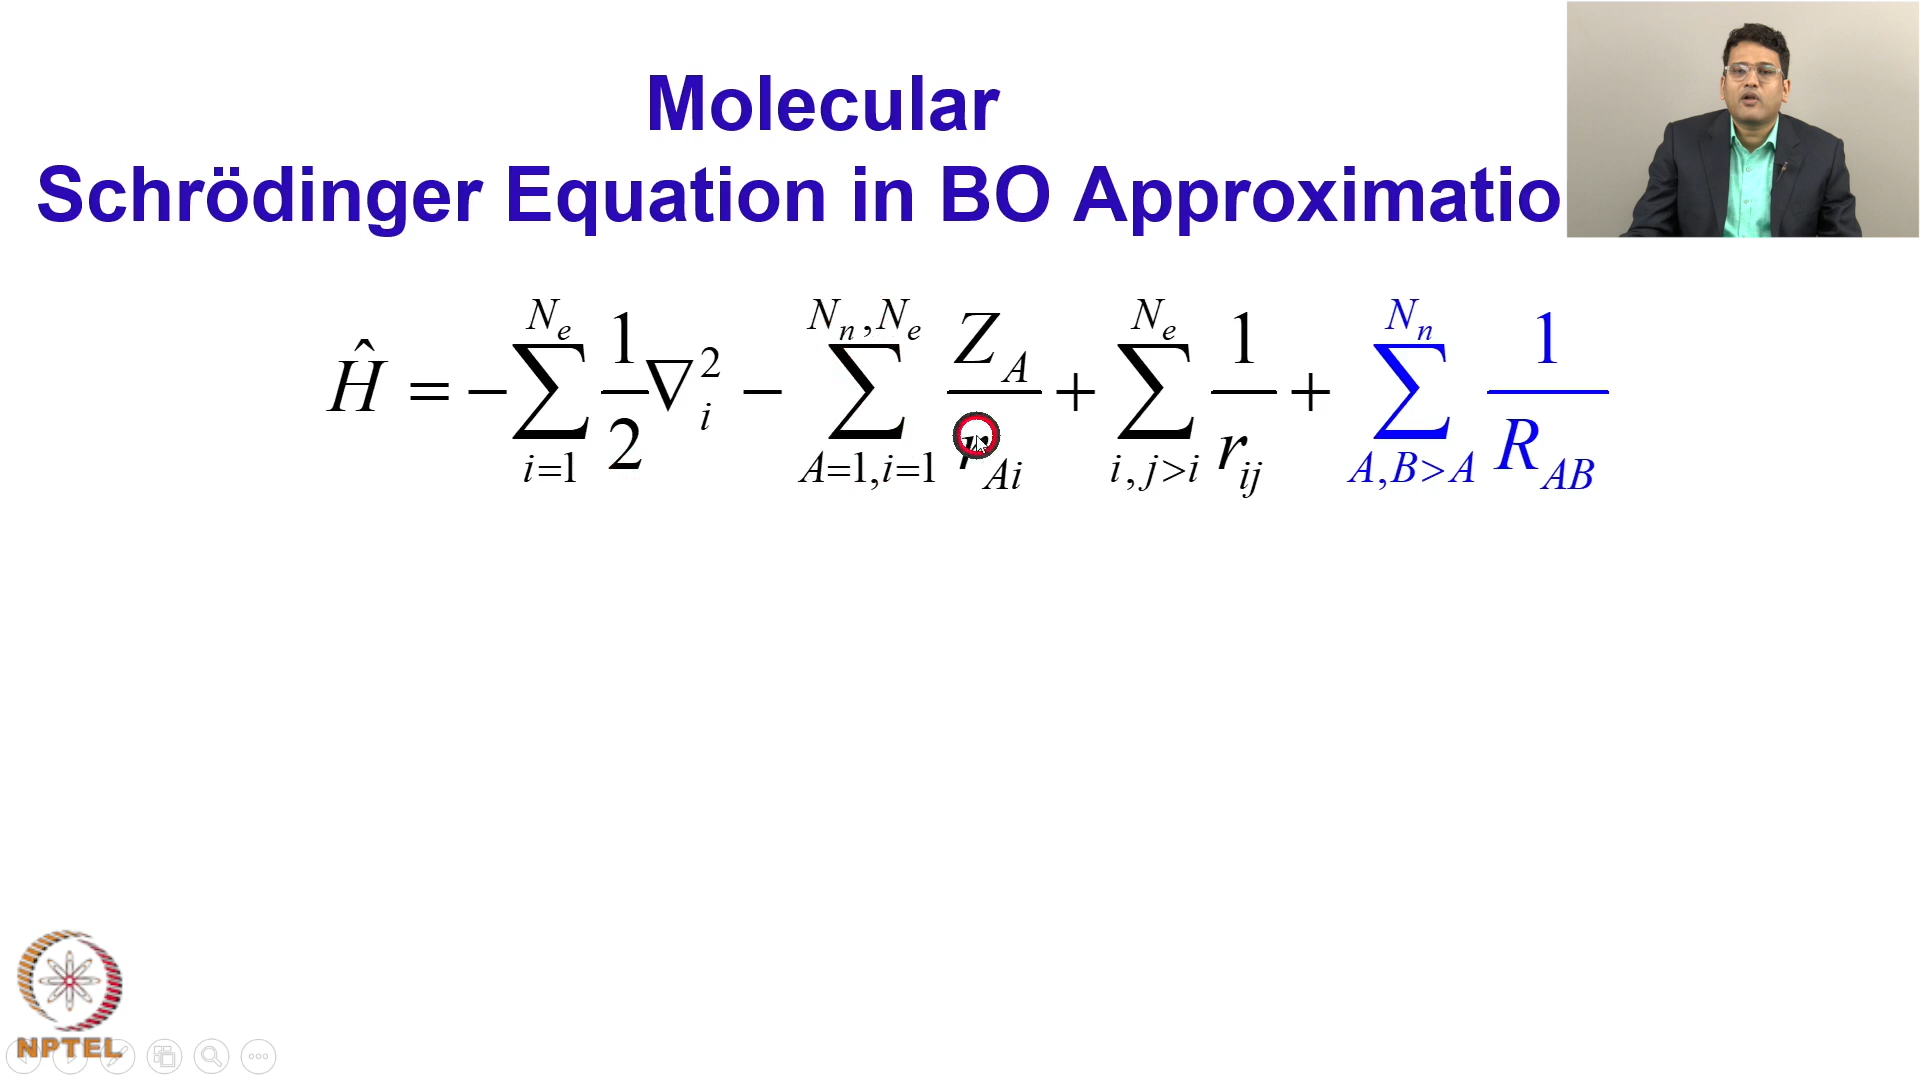 Molecular
Schrödinger Equation in BO Approximatio
Ĥ = −∑_{i=1}^{N_e} 1/2 ∇_i^2 − ∑_{A=1,i=1}^{N_n,N_e} Z_A/r_{Ai} + ∑_{i,j>i}^{N_e} 1/r_{ij} + ∑_{A,B>A}^{N_n} 1/R_{AB}
NPTEL